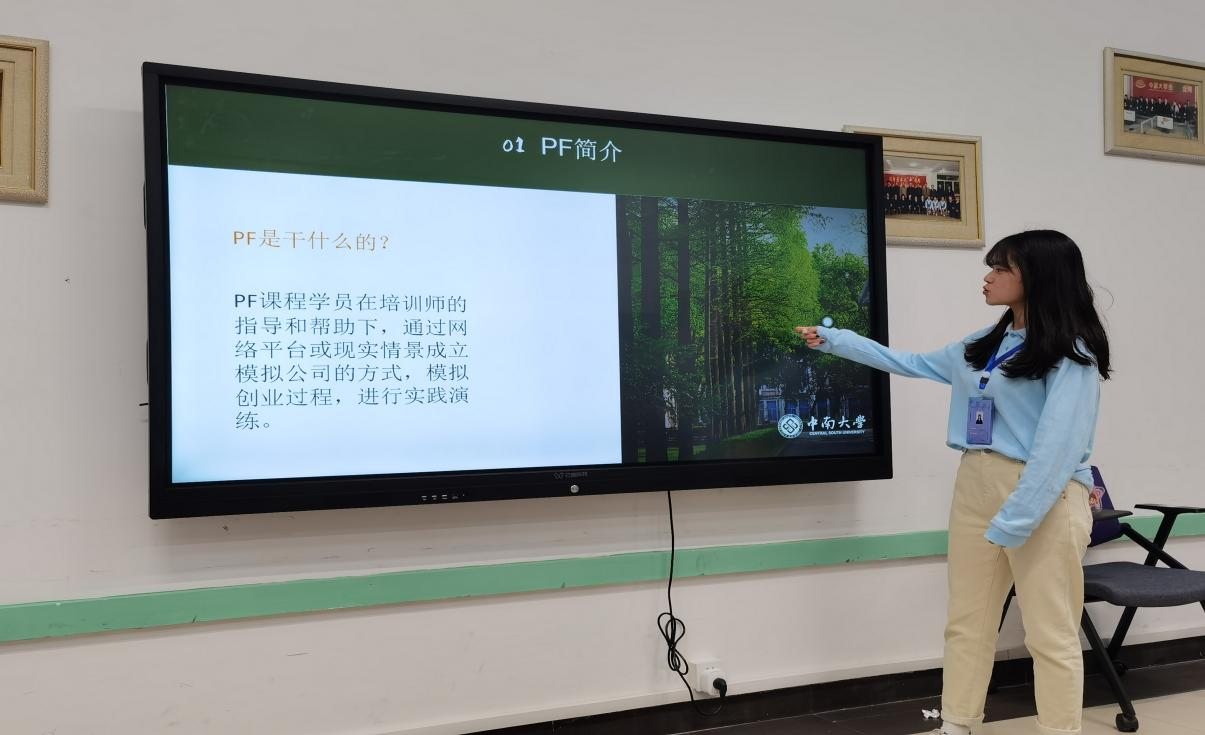 01 PF简介
PF是干什么的？
PF课程学员在培训师的
指导和帮助下，通过网
络平台或现实情景成立
模拟公司的方式，模拟
创业过程，进行实践演
练。
中南大学
CENTRAL SOUTH UNIVERSITY